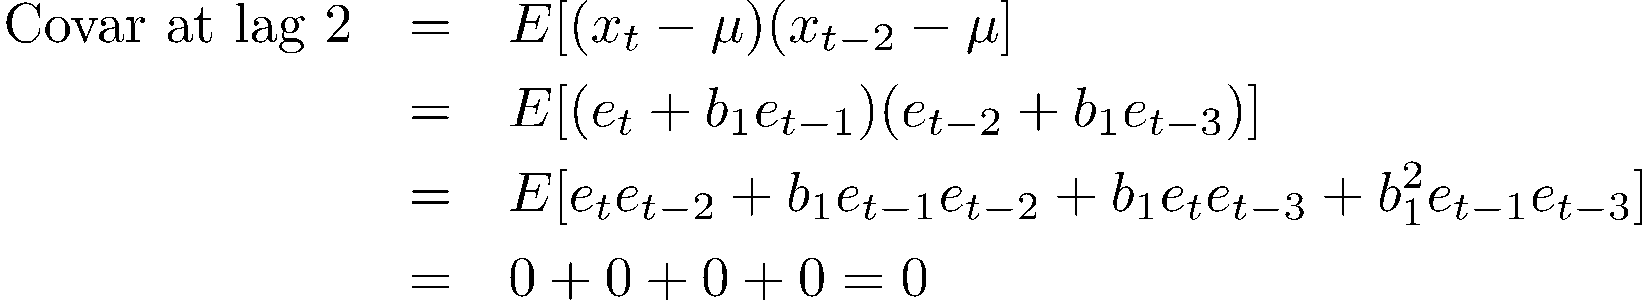 Covar at lag 2 = E[(x_t − μ)(x_{t−2} − μ]
= E[(e_t + b_1e_{t−1})(e_{t−2} + b_1e_{t−3})]
= E[e_te_{t−2} + b_1e_{t−1}e_{t−2} + b_1e_te_{t−3} + b_1^2e_{t−1}e_{t−3}]
= 0 + 0 + 0 + 0 = 0